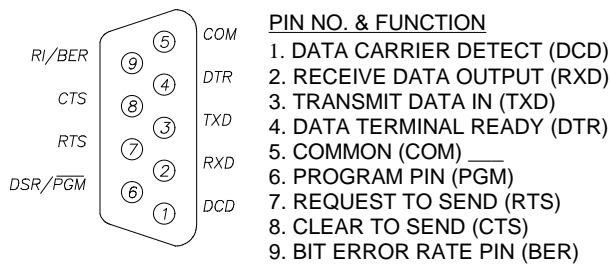 RI/BER
CTS
RTS
DSR/PGM
5
9
4
8
3
7
2
6
1
COM
DTR
TXD
RXD
DCD
PIN NO. & FUNCTION
1. DATA CARRIER DETECT (DCD)
2. RECEIVE DATA OUTPUT (RXD)
3. TRANSMIT DATA IN (TXD)
4. DATA TERMINAL READY (DTR)
5. COMMON (COM) ___
6. PROGRAM PIN (PGM)
7. REQUEST TO SEND (RTS)
8. CLEAR TO SEND (CTS)
9. BIT ERROR RATE PIN (BER)